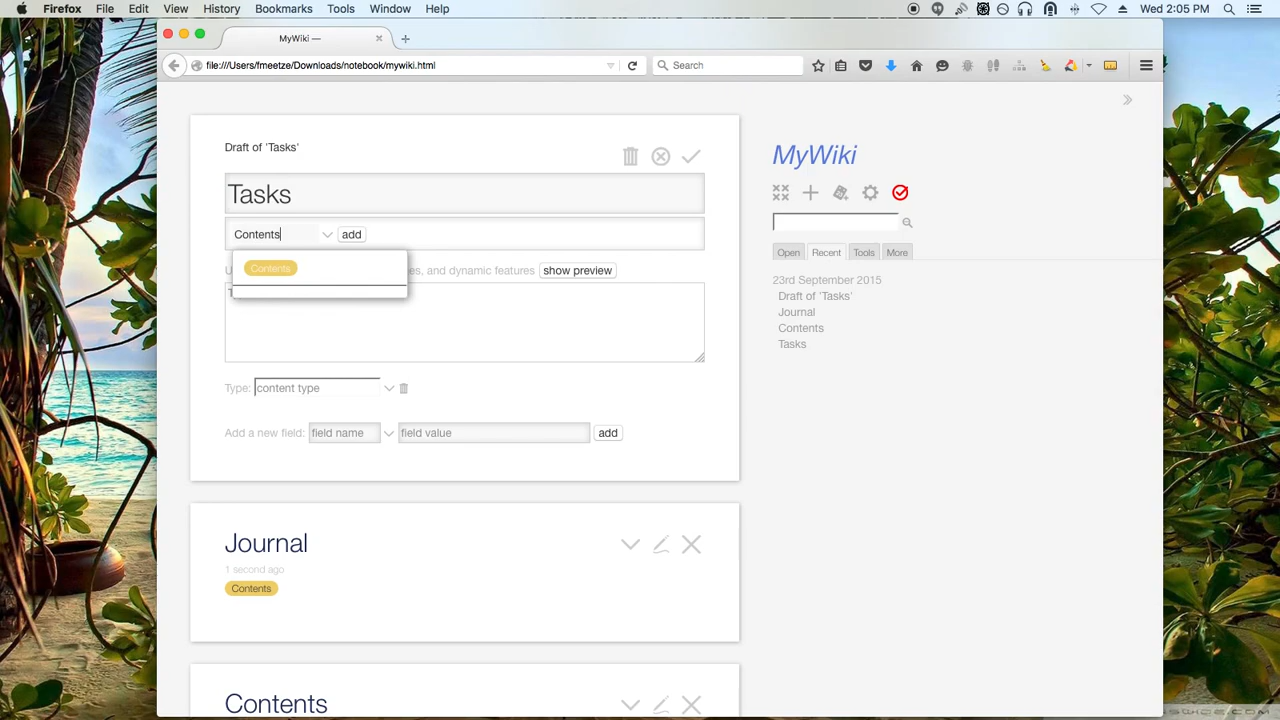 Firefox File Edit View History Bookmarks Tools Window Help Wed 2:05 PM
MyWiki —
file:///Users/fmeetze/Downloads/notebook/mywiki.html Search
Draft of 'Tasks'
Tasks
Contents add
Contents
es, and dynamic features show preview
Type: content type
Add a new field: field name field value add
Journal
1 second ago
Contents
Contents
MyWiki
Open Recent Tools More
23rd September 2015
Draft of 'Tasks'
Journal
Contents
Tasks